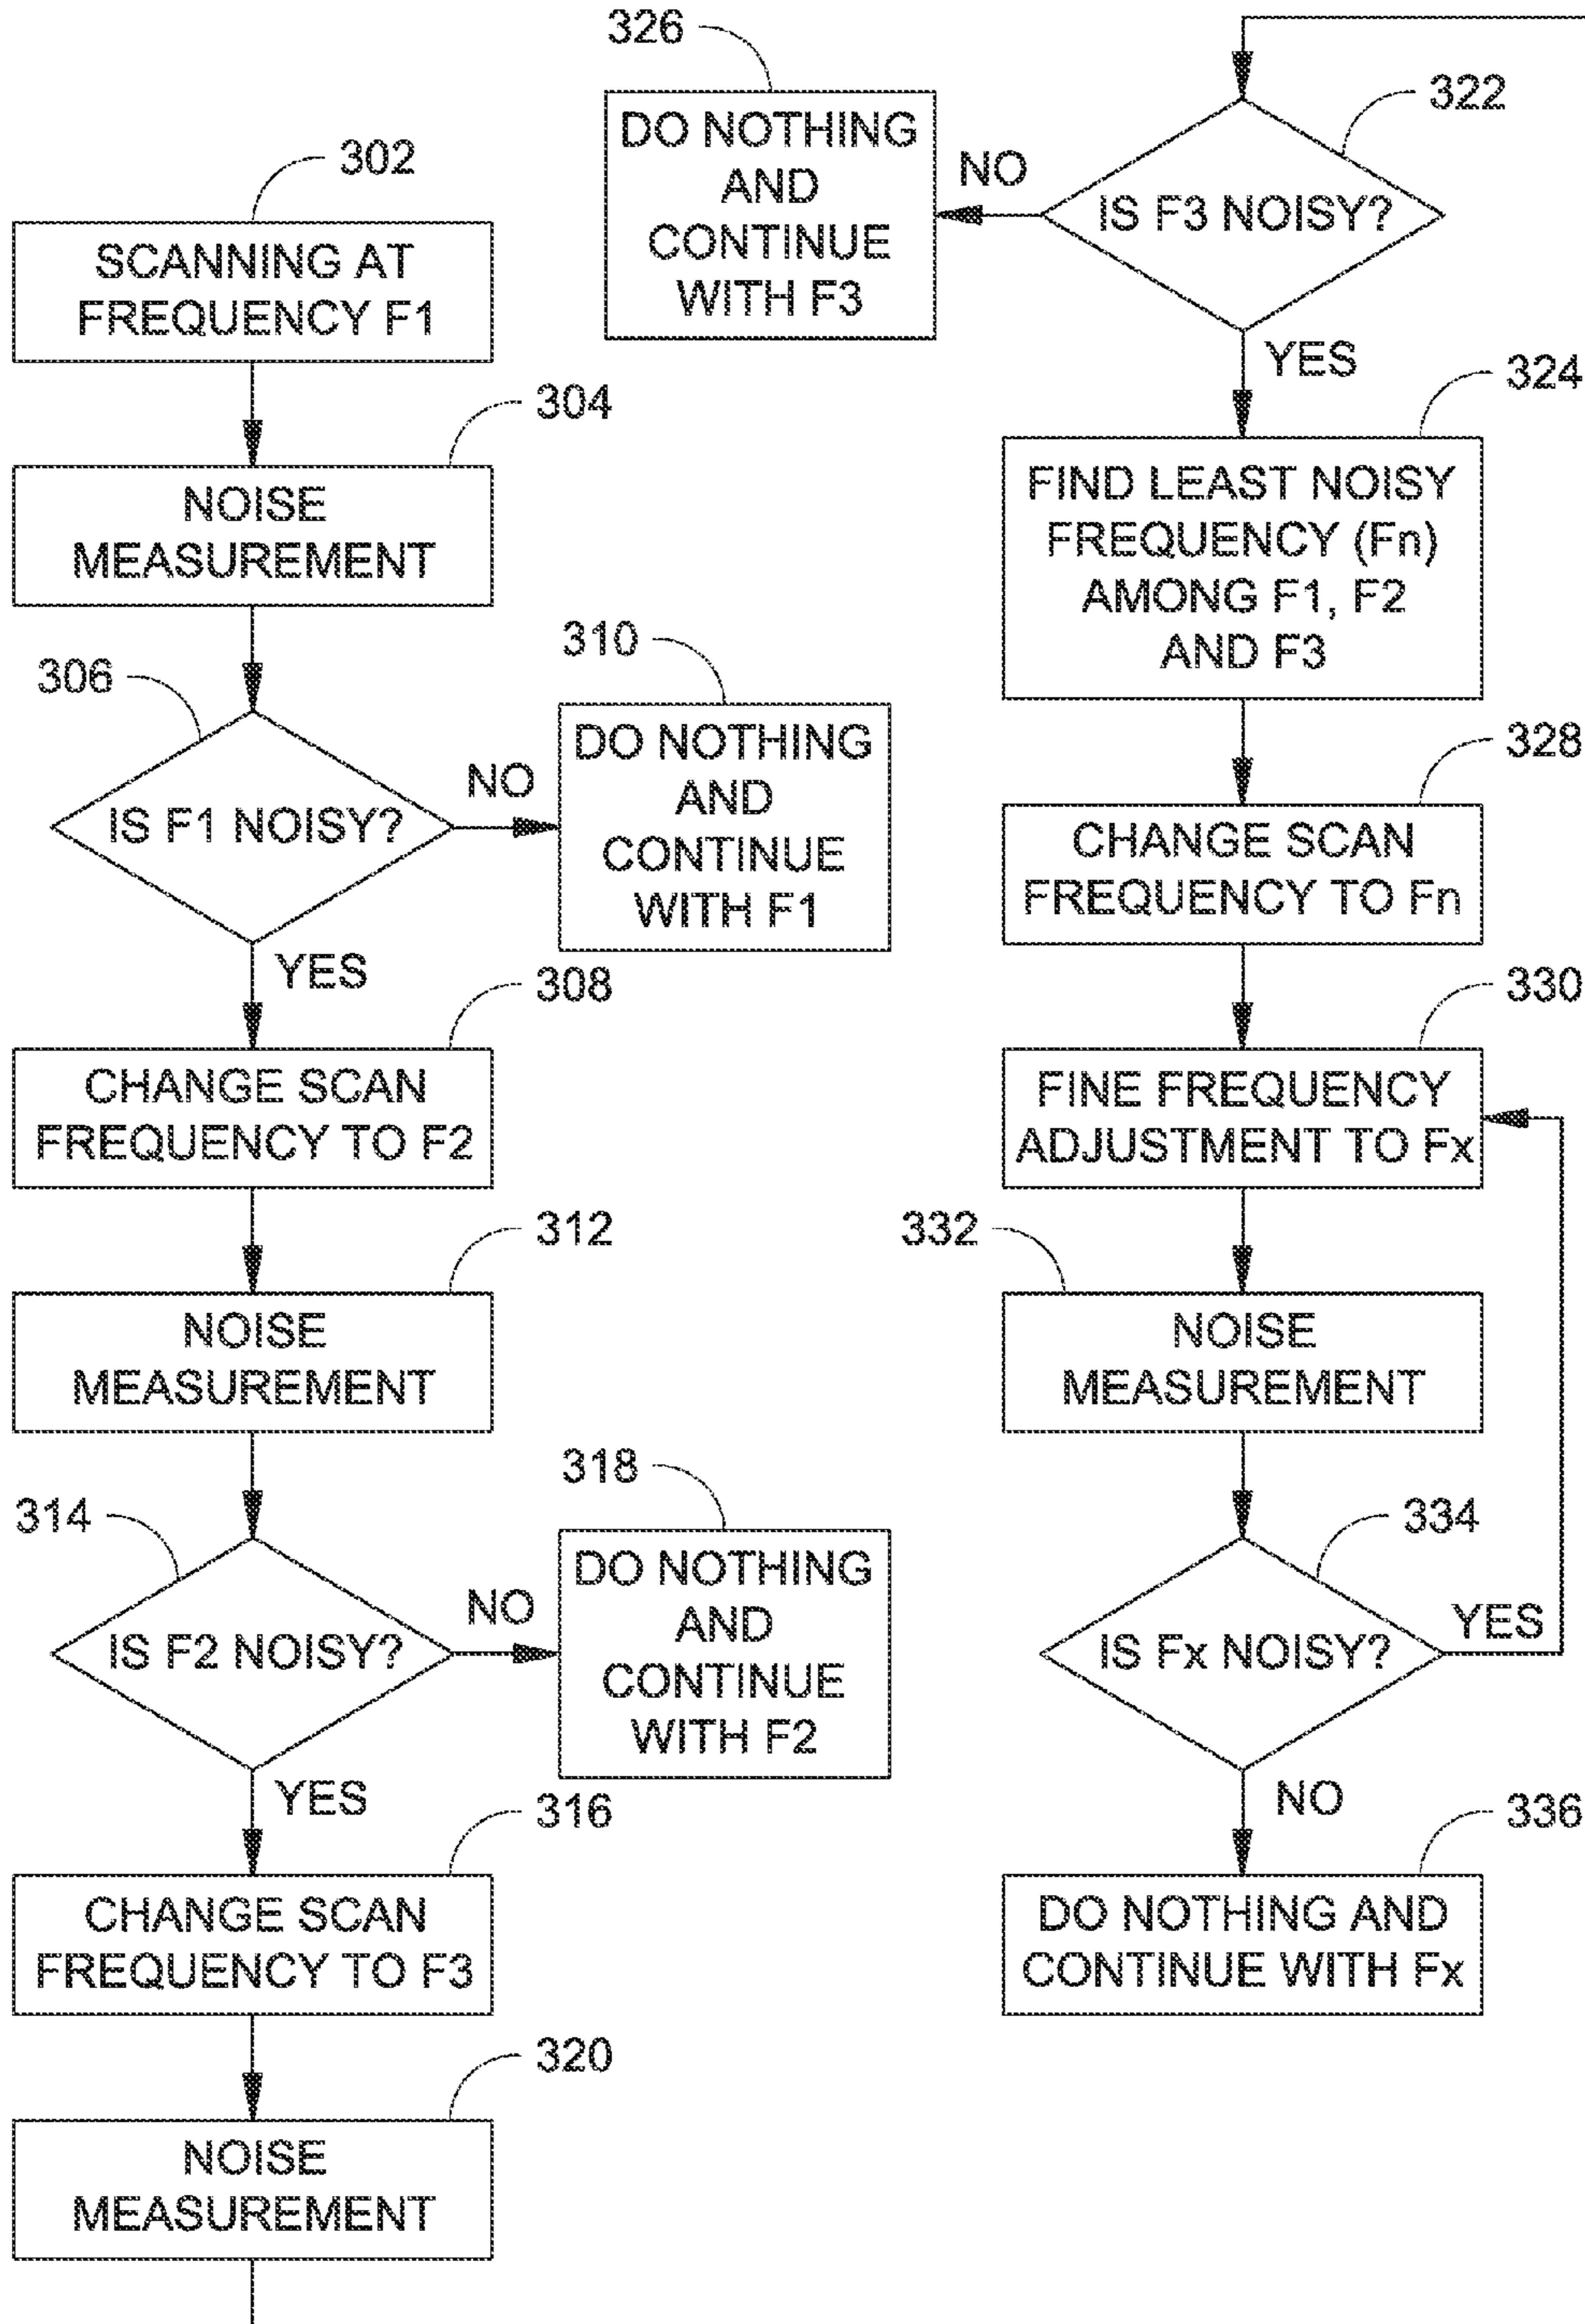 302
SCANNING AT
FREQUENCY F1
304
NOISE
MEASUREMENT
306
IS F1 NOISY?
NO
310
DO NOTHING
AND
CONTINUE
WITH F1
YES
308
CHANGE SCAN
FREQUENCY TO F2
312
NOISE
MEASUREMENT
314
IS F2 NOISY?
NO
318
DO NOTHING
AND
CONTINUE
WITH F2
YES
316
CHANGE SCAN
FREQUENCY TO F3
320
NOISE
MEASUREMENT
322
IS F3 NOISY?
NO
326
DO NOTHING
AND
CONTINUE
WITH F3
YES
324
FIND LEAST NOISY
FREQUENCY (Fn)
AMONG F1, F2
AND F3
328
CHANGE SCAN
FREQUENCY TO Fn
330
FINE FREQUENCY
ADJUSTMENT TO Fx
332
NOISE
MEASUREMENT
334
IS Fx NOISY?
YES
NO
336
DO NOTHING AND
CONTINUE WITH Fx